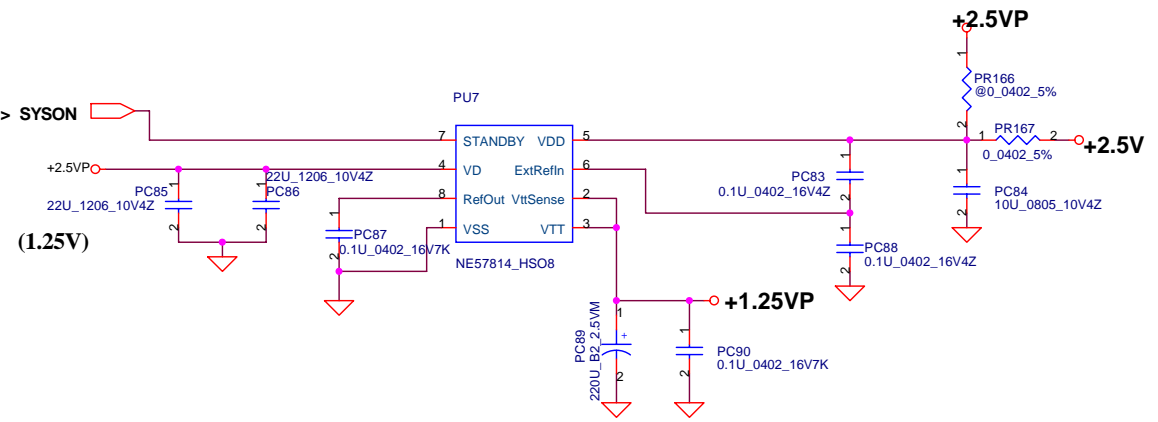 +2.5VP
1
PR166
@0_0402_5%
2
PU7
> SYSON
7 STANDBY VDD 5
1 PR167 2
+2.5V
0_0402_5%
+2.5VP
4 VD ExtRefIn 6
22U_1206_10V4Z
1
PC85
1
PC86
22U_1206_10V4Z
2
2
1
PC83
0.1U_0402_16V4Z
2
1
PC84
10U_0805_10V4Z
2
8 RefOut VttSense 2
(1.25V)
1
PC87
0.1U_0402_16V7K
2
1 VSS VTT 3
NE57814_HSO8
1
PC88
0.1U_0402_16V4Z
2
+1.25VP
1
+
PC89
220U_B2_2.5VM
2
1
PC90
0.1U_0402_16V7K
2